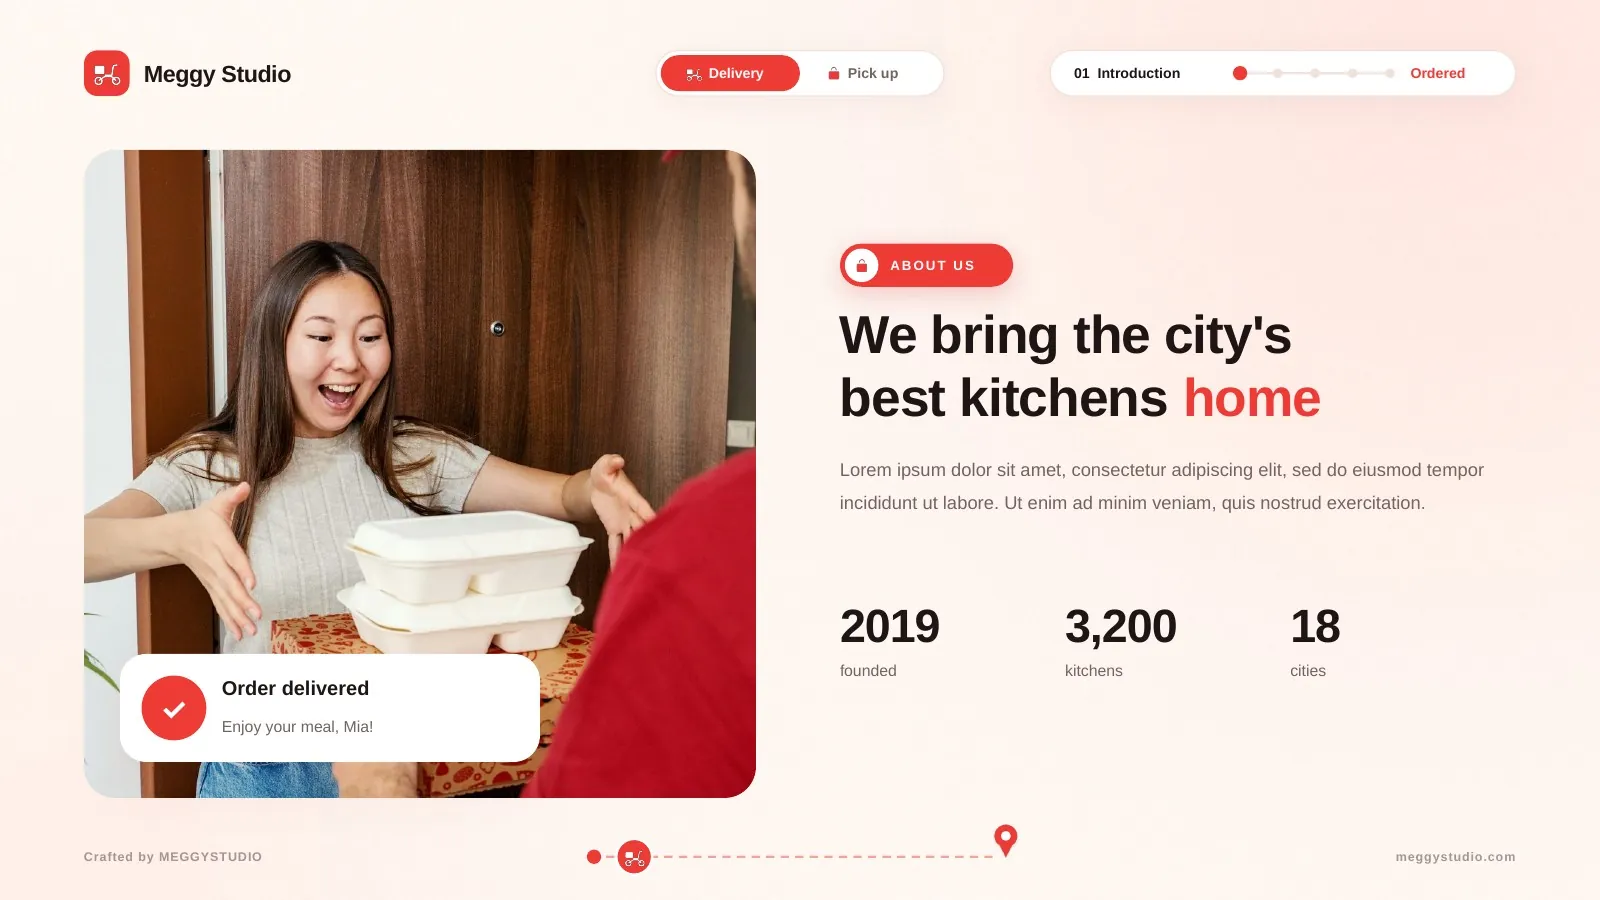 Meggy Studio
Delivery
Pick up
01 Introduction
Ordered
ABOUT US
We bring the city's
best kitchens home
Lorem ipsum dolor sit amet, consectetur adipiscing elit, sed do eiusmod tempor
incididunt ut labore. Ut enim ad minim veniam, quis nostrud exercitation.
2019
founded
3,200
kitchens
18
cities
Order delivered
Enjoy your meal, Mia!
Crafted by MEGGYSTUDIO
meggystudio.com